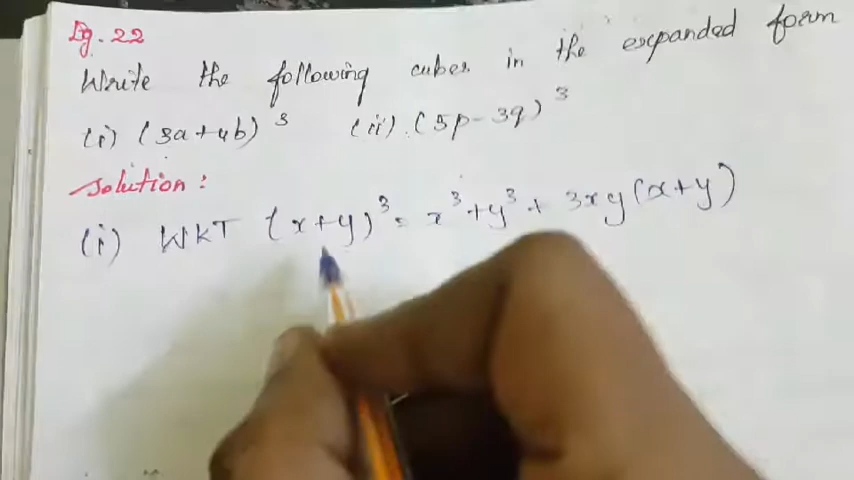 Eg. 22
Write the following cubes in the expanded form
(i) (3a+4b)³ (ii) (5p-3q)³
Solution:
(i) WKT (x+y)³ = x³+y³+ 3xy(x+y)